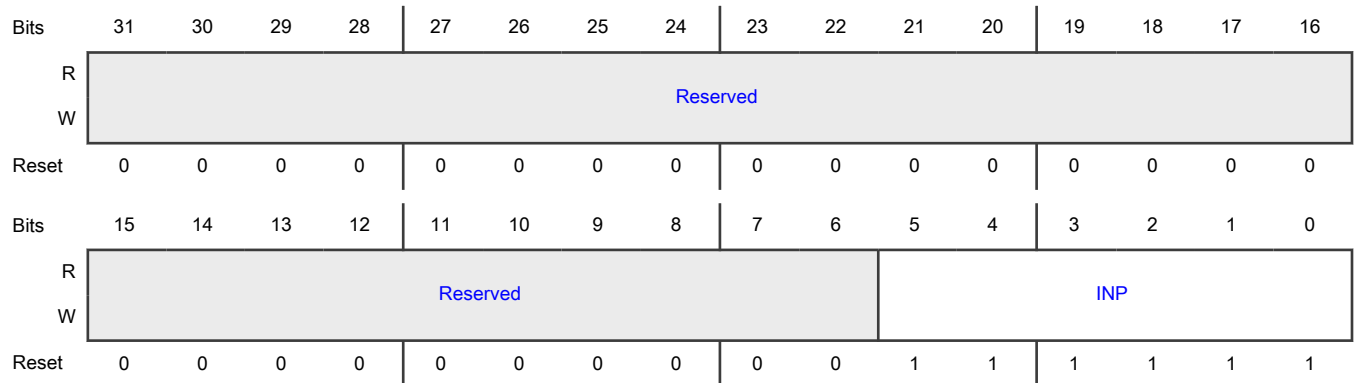 Bits 31 30 29 28 27 26 25 24 23 22 21 20 19 18 17 16
R
Reserved
W
Reset 0 0 0 0 0 0 0 0 0 0 0 0 0 0 0 0
Bits 15 14 13 12 11 10 9 8 7 6 5 4 3 2 1 0
R
Reserved INP
W
Reset 0 0 0 0 0 0 0 0 0 0 1 1 1 1 1 1